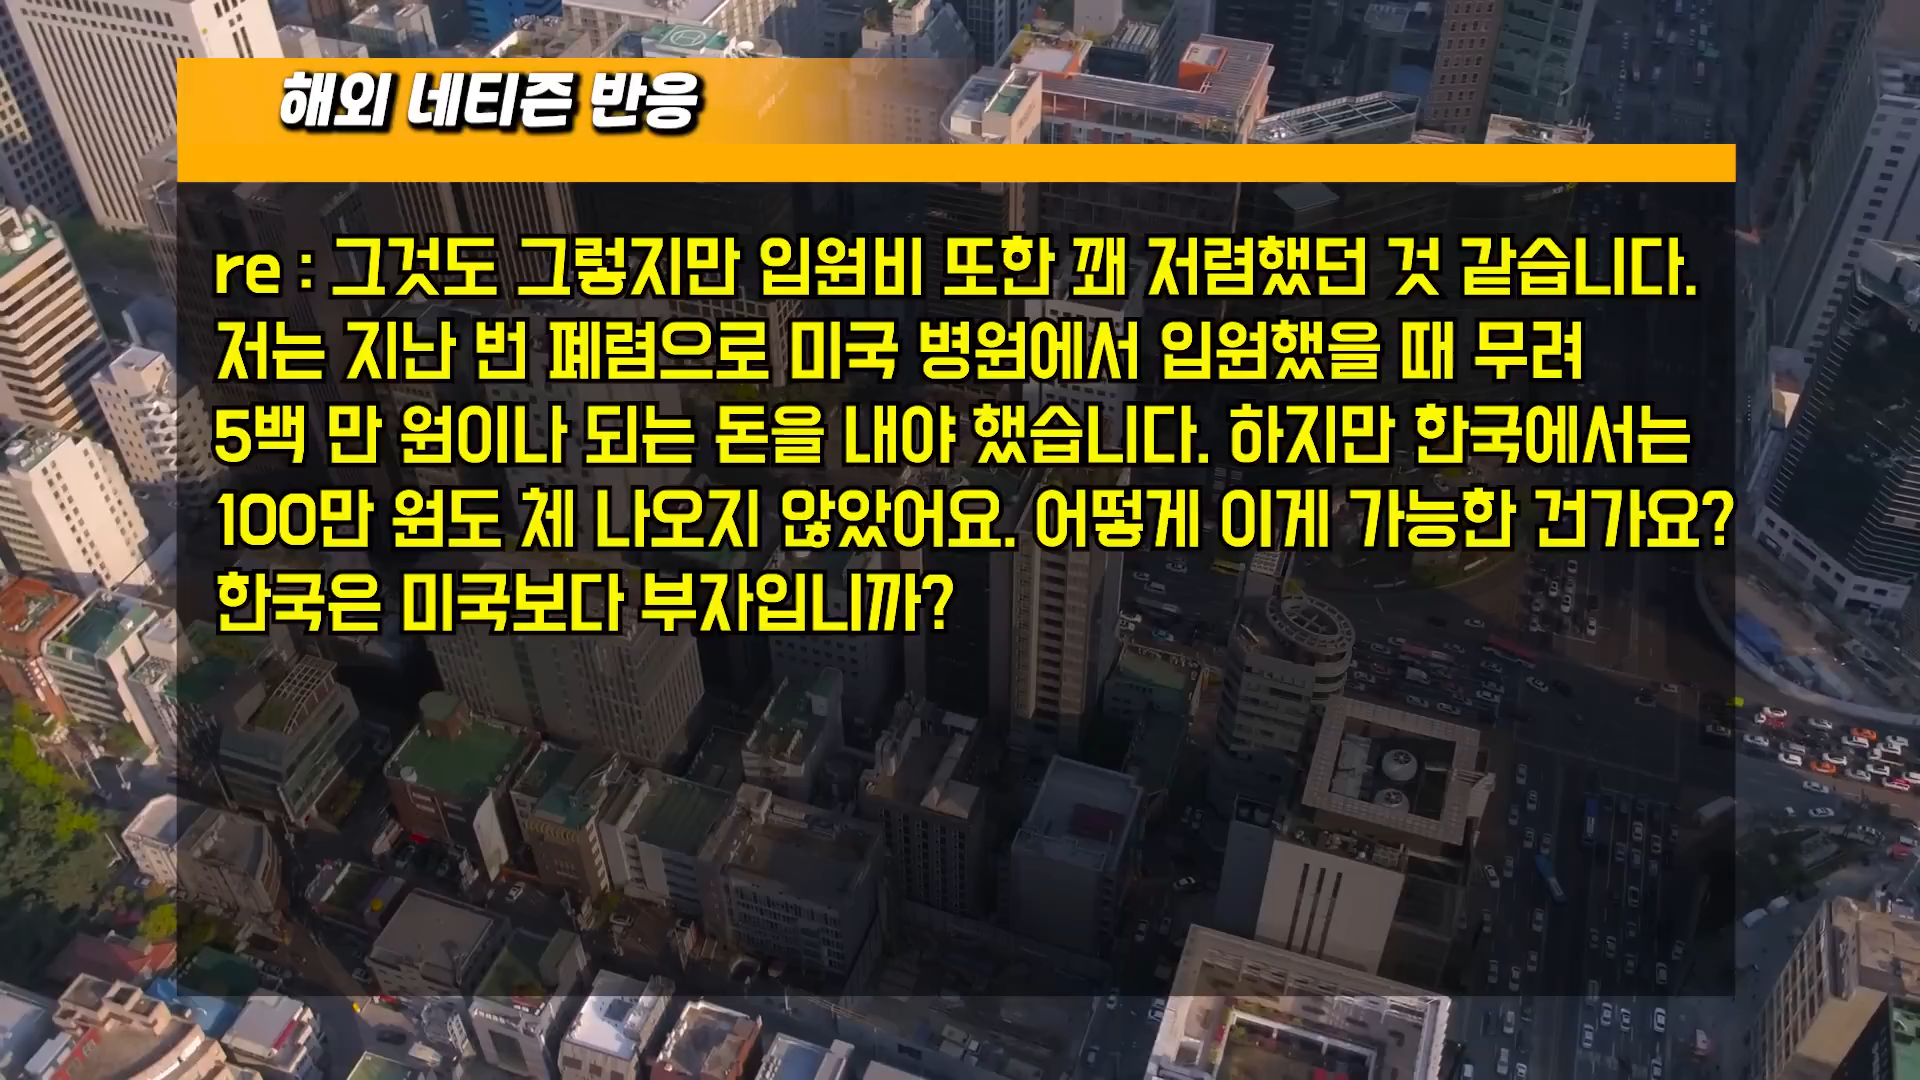 해외 네티즌 반응
re : 그것도 그렇지만 입원비 또한 꽤 저렴했던 것 같습니다.
저는 지난 번 폐렴으로 미국 병원에서 입원했을 때 무려
5백 만 원이나 되는 돈을 내야 했습니다. 하지만 한국에서는
100만 원도 체 나오지 않았어요. 어떻게 이게 가능한 건가요?
한국은 미국보다 부자입니까?